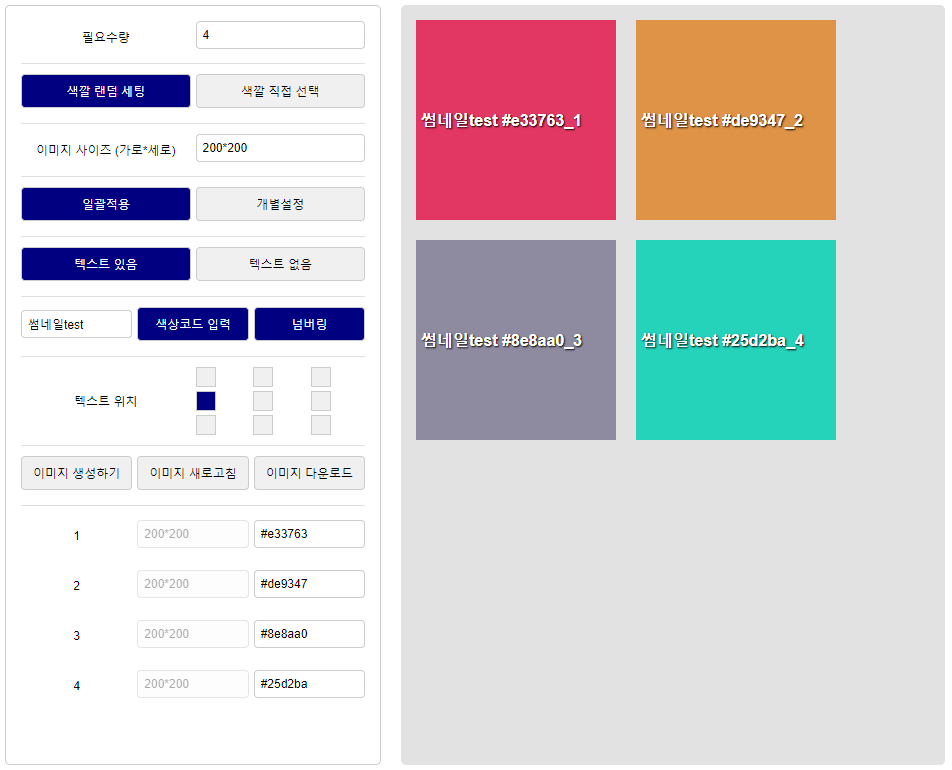 필요수량
4
색깔 랜덤 세팅
색깔 직접 선택
이미지 사이즈 (가로*세로)
200*200
일괄적용
개별설정
텍스트 있음
텍스트 없음
썸네일test
색상코드 입력
넘버링
텍스트 위치
이미지 생성하기
이미지 새로고침
이미지 다운로드
1
200*200
#e33763
2
200*200
#de9347
3
200*200
#8e8aa0
4
200*200
#25d2ba
썸네일test #e33763_1
썸네일test #de9347_2
썸네일test #8e8aa0_3
썸네일test #25d2ba_4